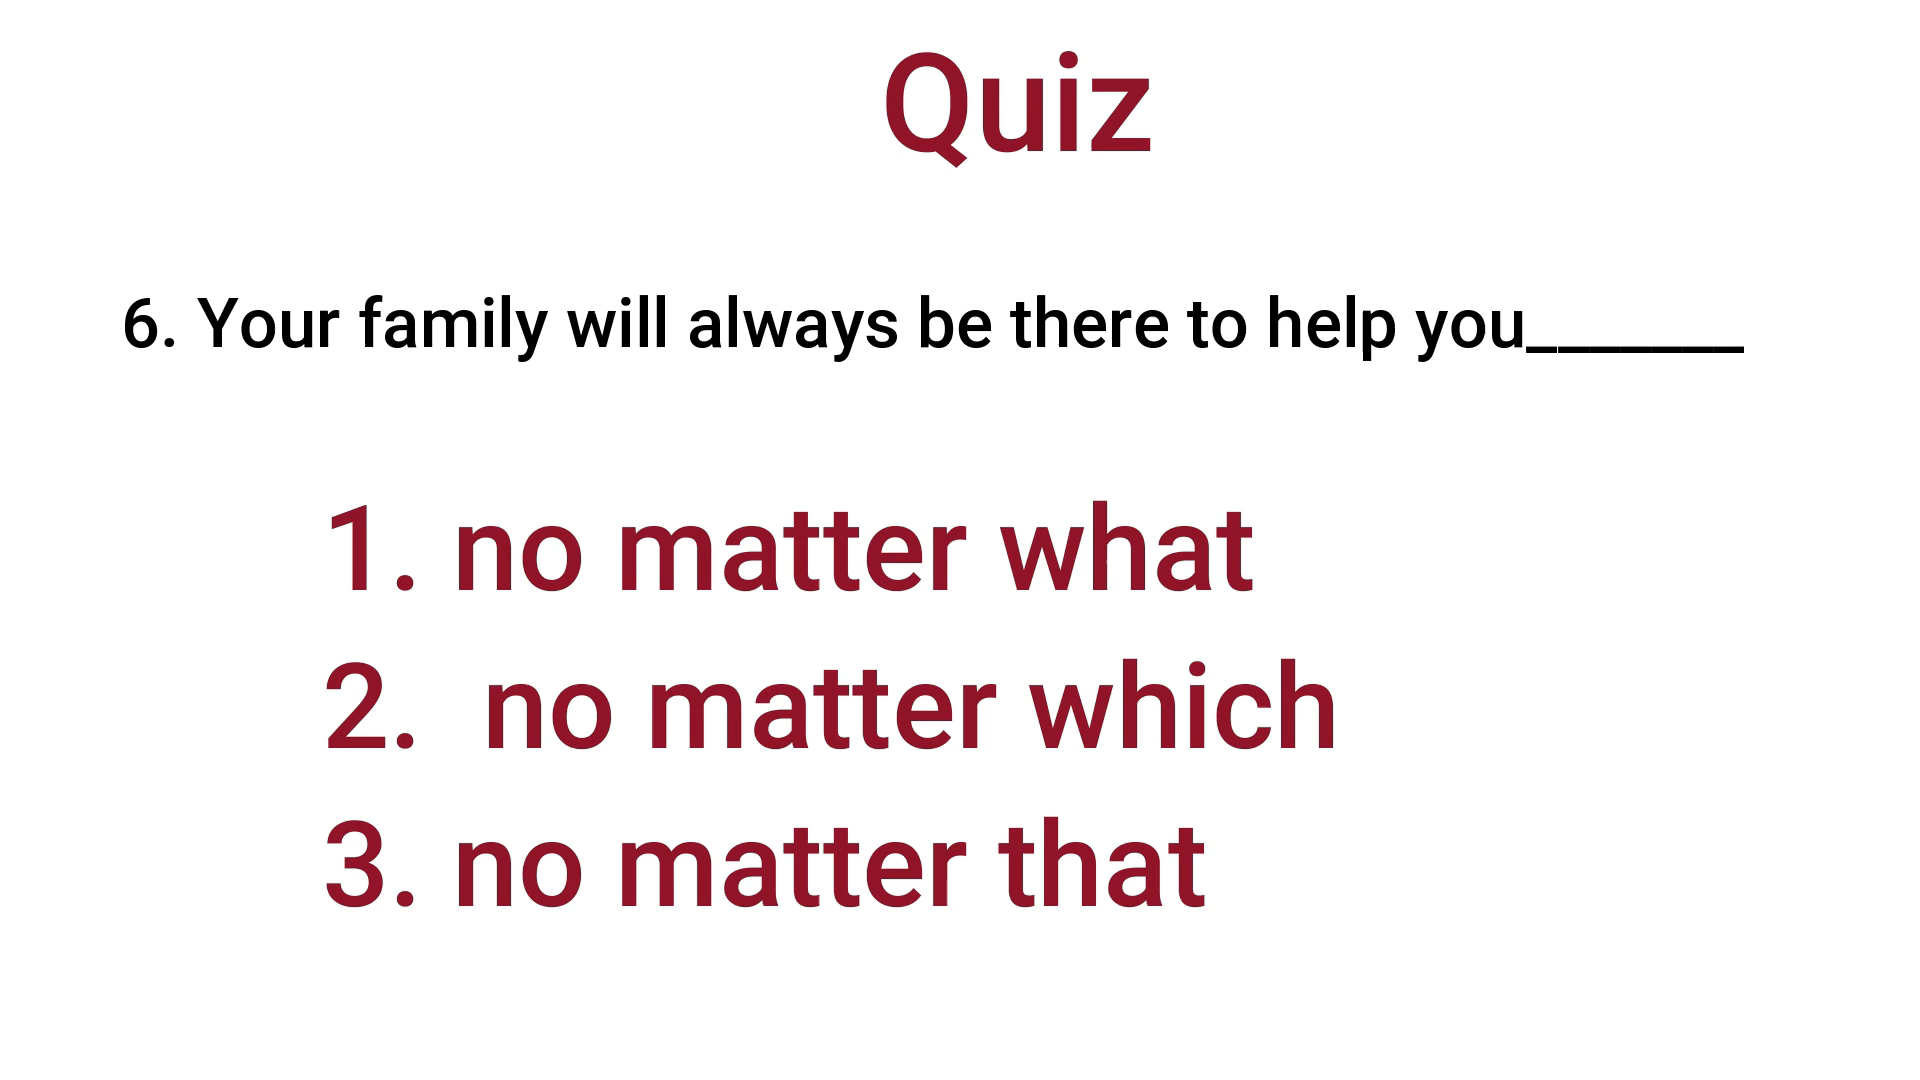 Quiz
6. Your family will always be there to help you_______
1. no matter what
2. no matter which
3. no matter that